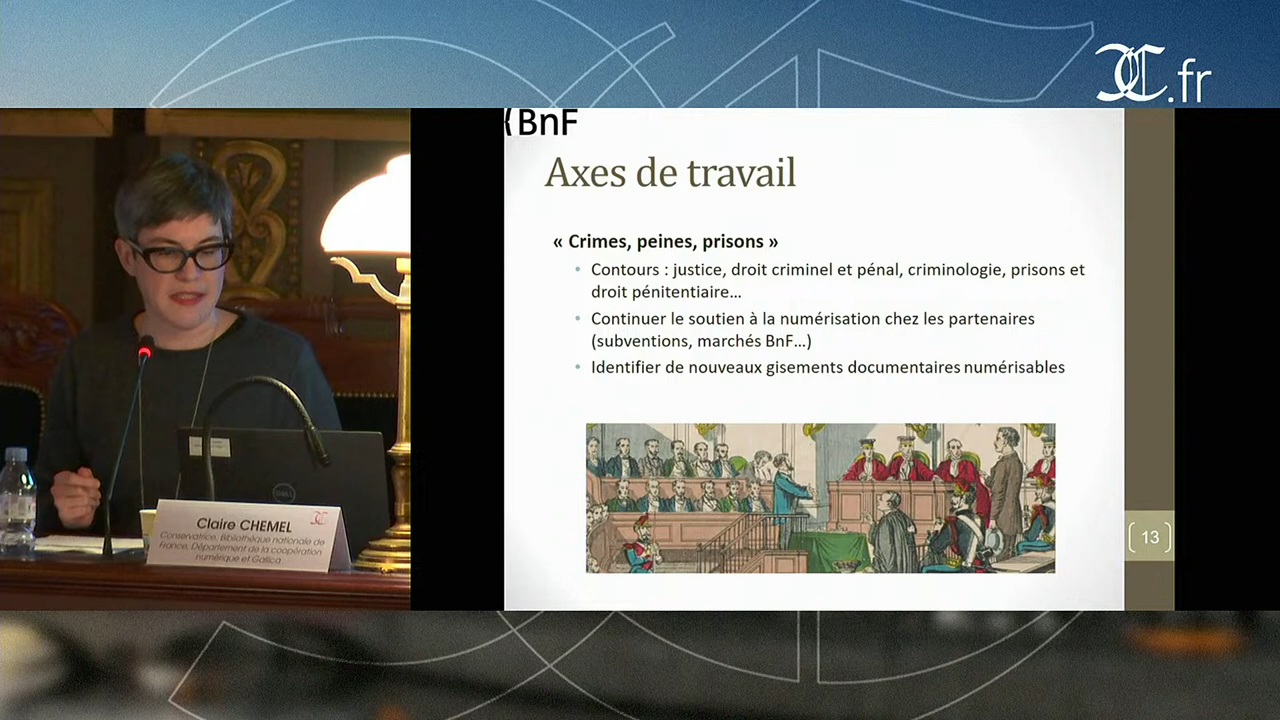 CC.fr
BnF
Axes de travail
« Crimes, peines, prisons »
• Contours : justice, droit criminel et pénal, criminologie, prisons et
droit pénitentiaire…
• Continuer le soutien à la numérisation chez les partenaires
(subventions, marchés BnF…)
• Identifier de nouveaux gisements documentaires numérisables
13
DELL
Claire CHEMEL
Conservatrice, Bibliothèque nationale de
France, Département de la coopération
numérique et Gallica